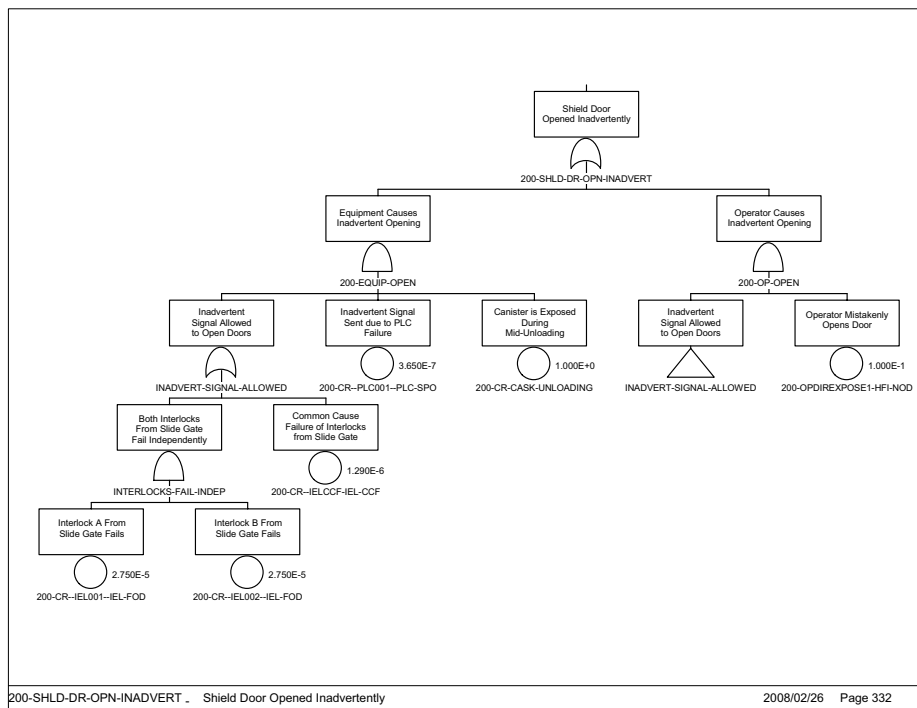 Shield Door
Opened Inadvertently
200-SHLD-DR-OPN-INADVERT
Equipment Causes
Inadvertent Opening
200-EQUIP-OPEN
Operator Causes
Inadvertent Opening
200-OP-OPEN
Inadvertent
Signal Allowed
to Open Doors
INADVERT-SIGNAL-ALLOWED
Inadvertent Signal
Sent due to PLC
Failure
3.650E-7
200-CR--PLC001--PLC-SPO
Canister is Exposed
During
Mid-Unloading
1.000E+0
200-CR-CASK-UNLOADING
Inadvertent
Signal Allowed
to Open Doors
INADVERT-SIGNAL-ALLOWED
Operator Mistakenly
Opens Door
1.000E-1
200-OPDIREXPOSE1-HFI-NOD
Both Interlocks
From Slide Gate
Fail Independently
INTERLOCKS-FAIL-INDEP
Common Cause
Failure of Interlocks
from Slide Gate
1.290E-6
200-CR--IELCCF-IEL-CCF
Interlock A From
Slide Gate Fails
2.750E-5
200-CR--IEL001--IEL-FOD
Interlock B From
Slide Gate Fails
2.750E-5
200-CR--IEL002--IEL-FOD
200-SHLD-DR-OPN-INADVERT - Shield Door Opened Inadvertently 2008/02/26 Page 332